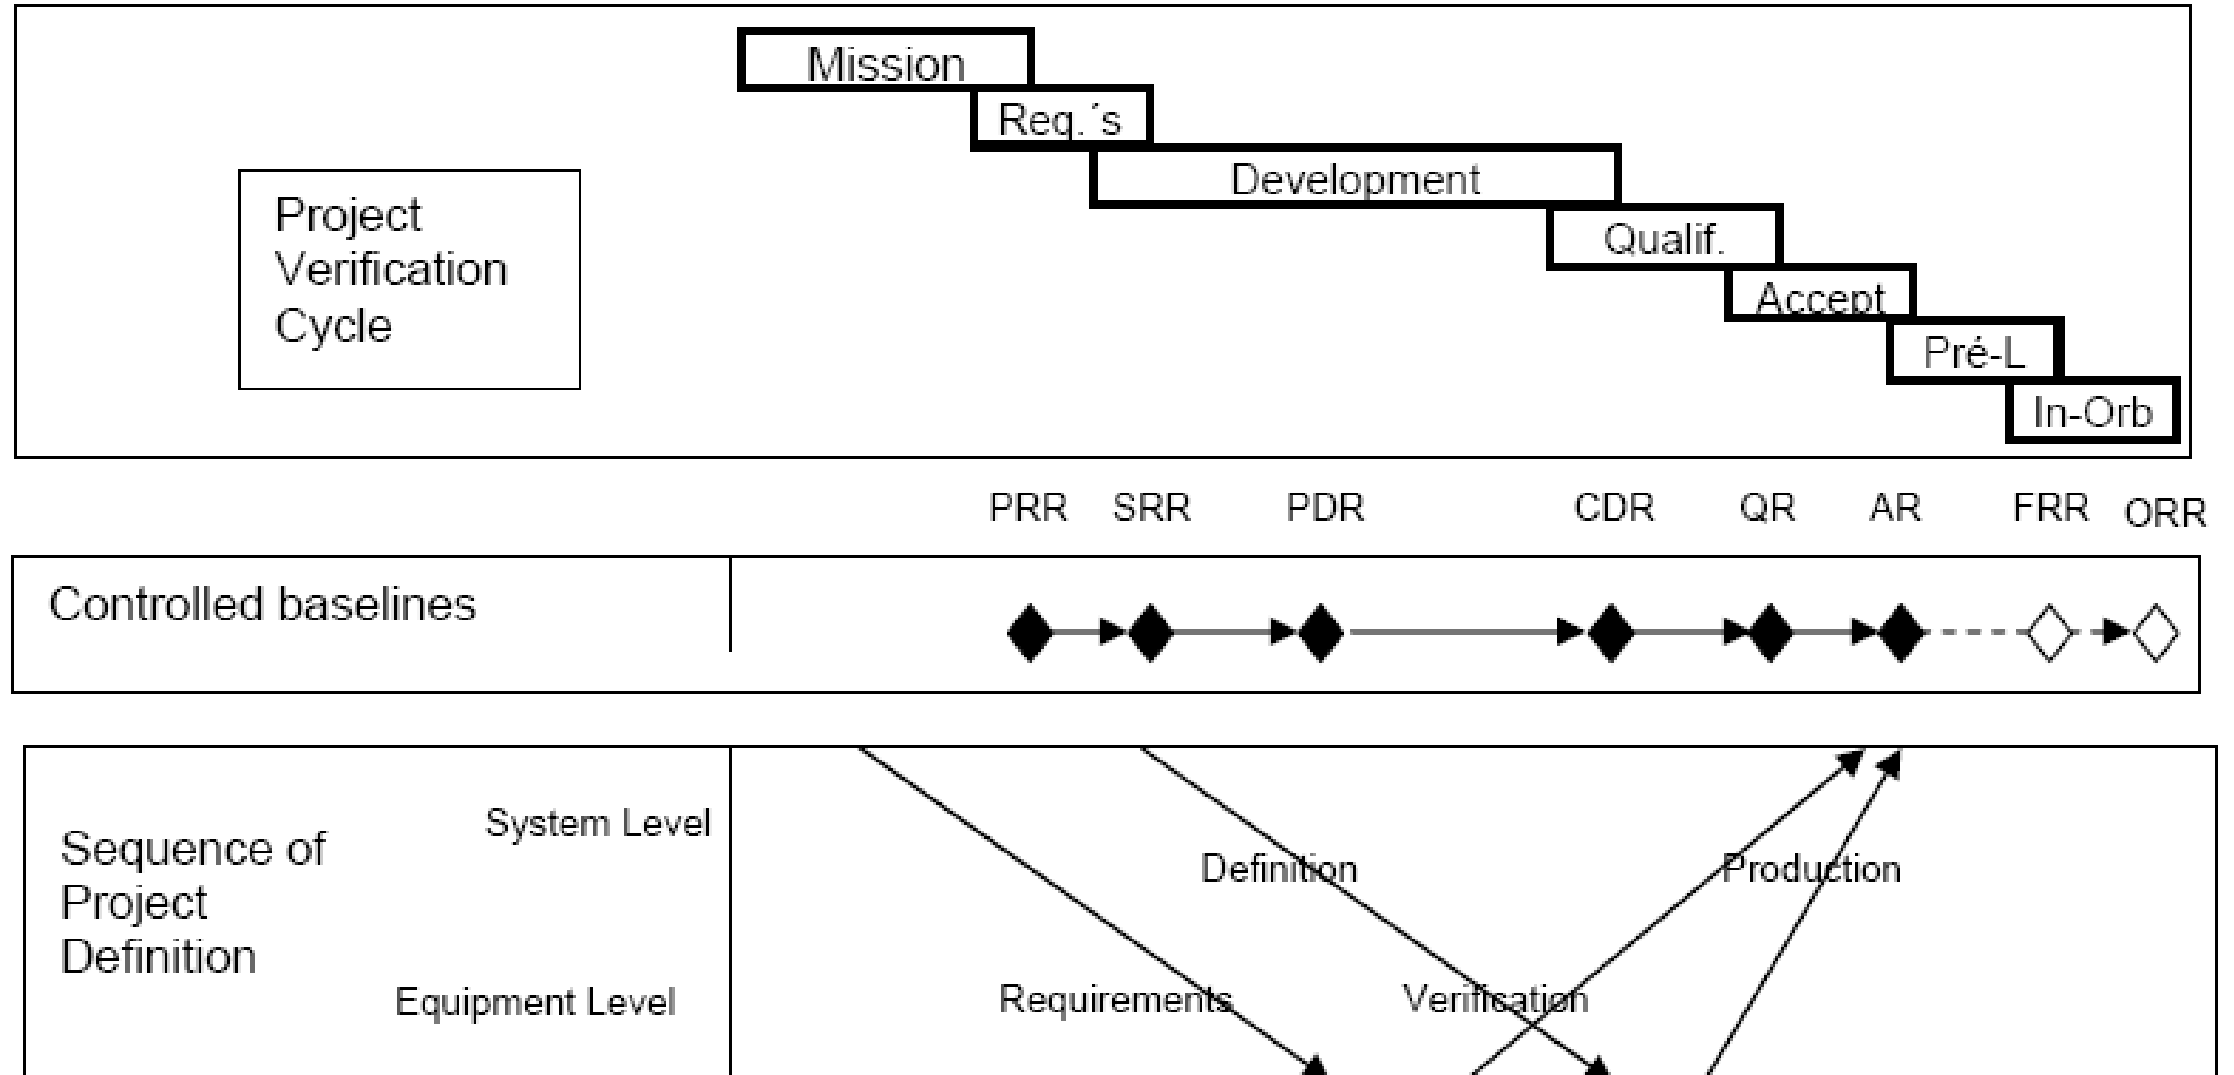 Mission
Req.´s
Development
Project
Verification
Cycle
Qualif.
Accept
Pré-L
In-Orb
PRR SRR PDR CDR QR AR FRR ORR
Controlled baselines
System Level
Sequence of
Project
Definition
Equipment Level
Definition
Production
Requirements
Verification